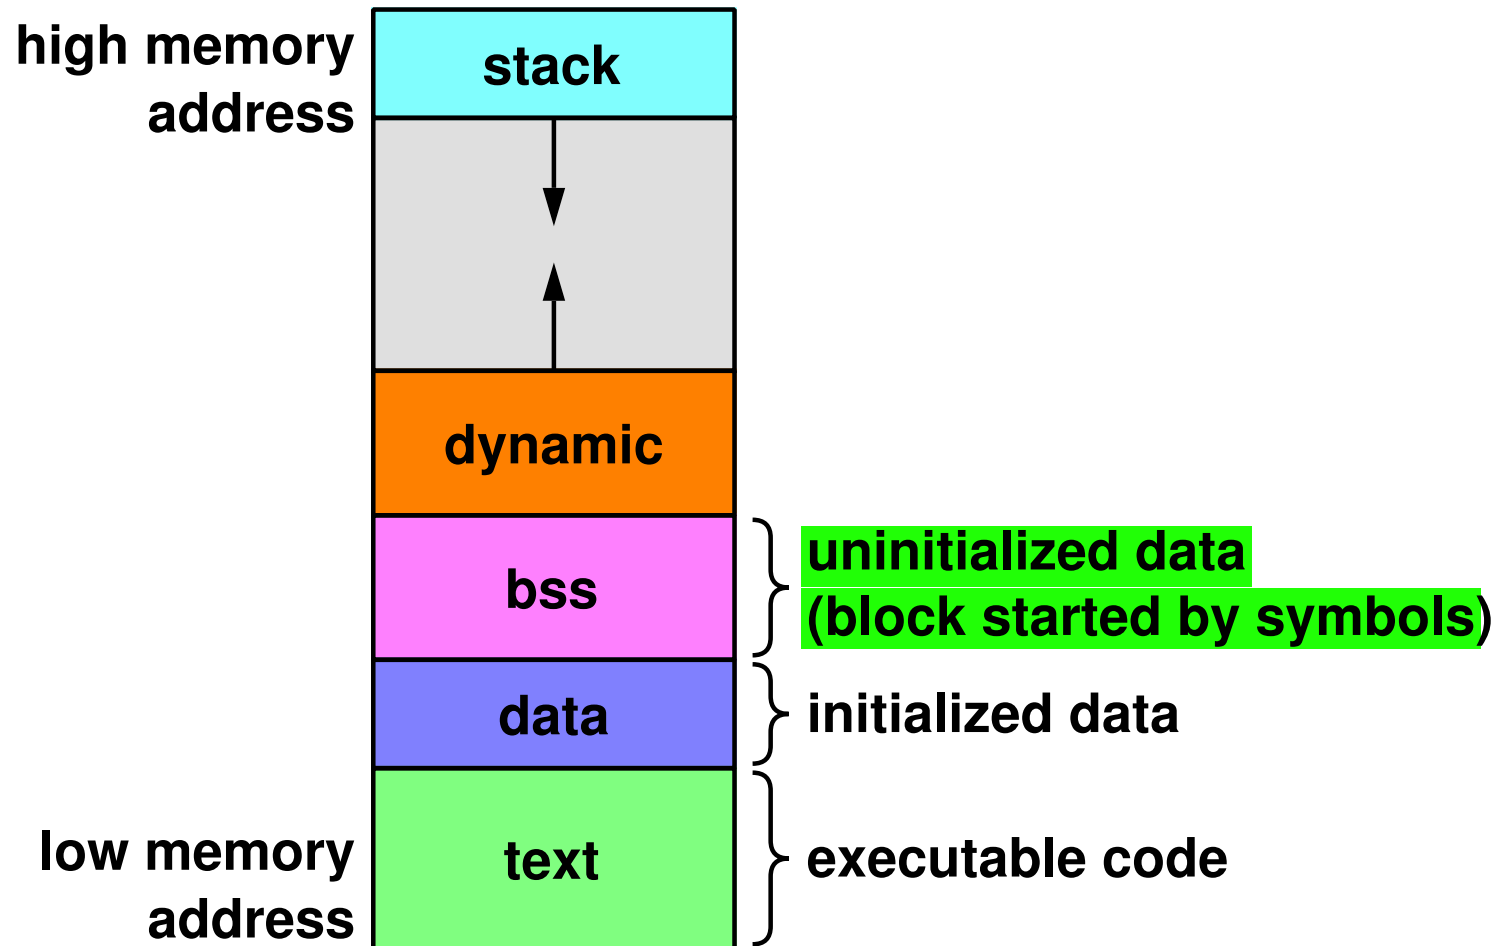 high memory
address
stack
dynamic
bss
uninitialized data
(block started by symbols)
data
initialized data
low memory
address
text
executable code